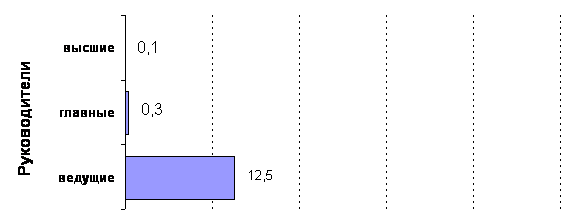 Руководители
высшие 0,1
главные 0,3
ведущие 12,5